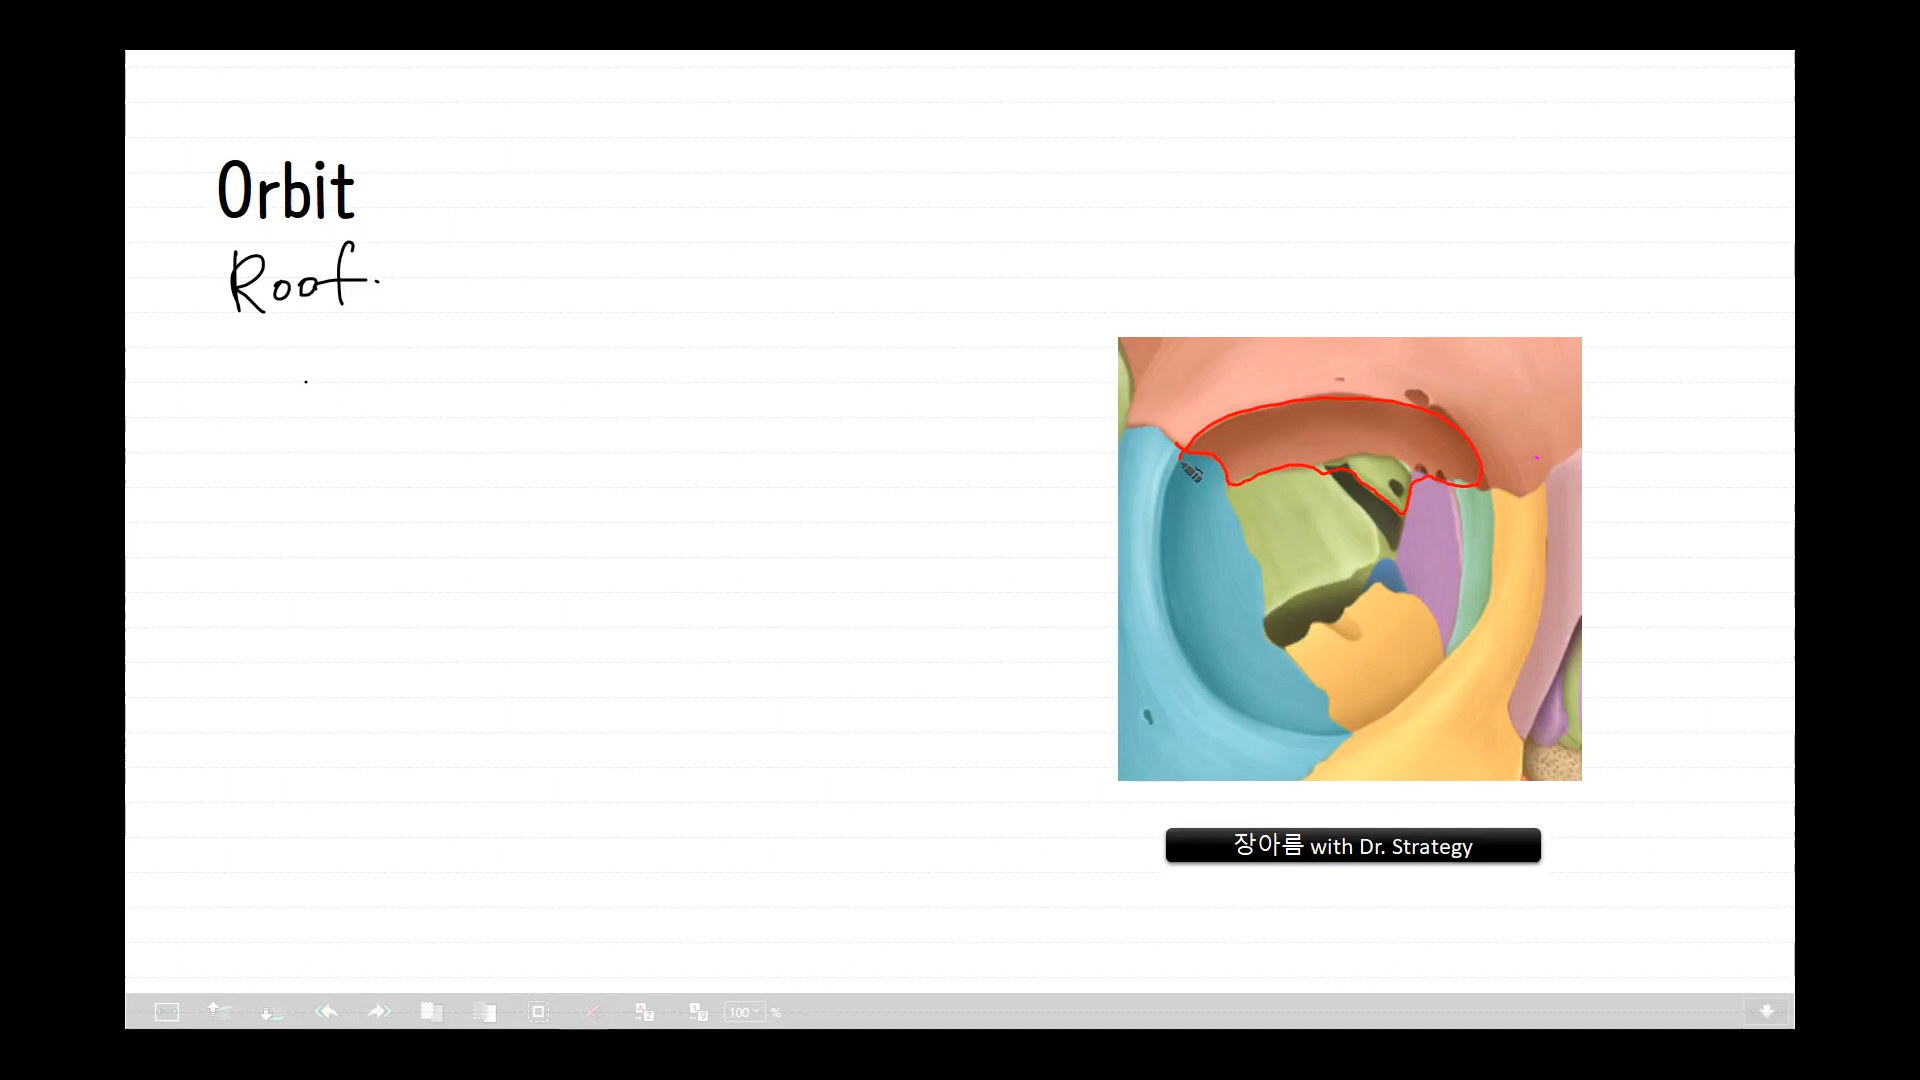 Orbit
Roof.
장아름 with Dr. Strategy
100 %